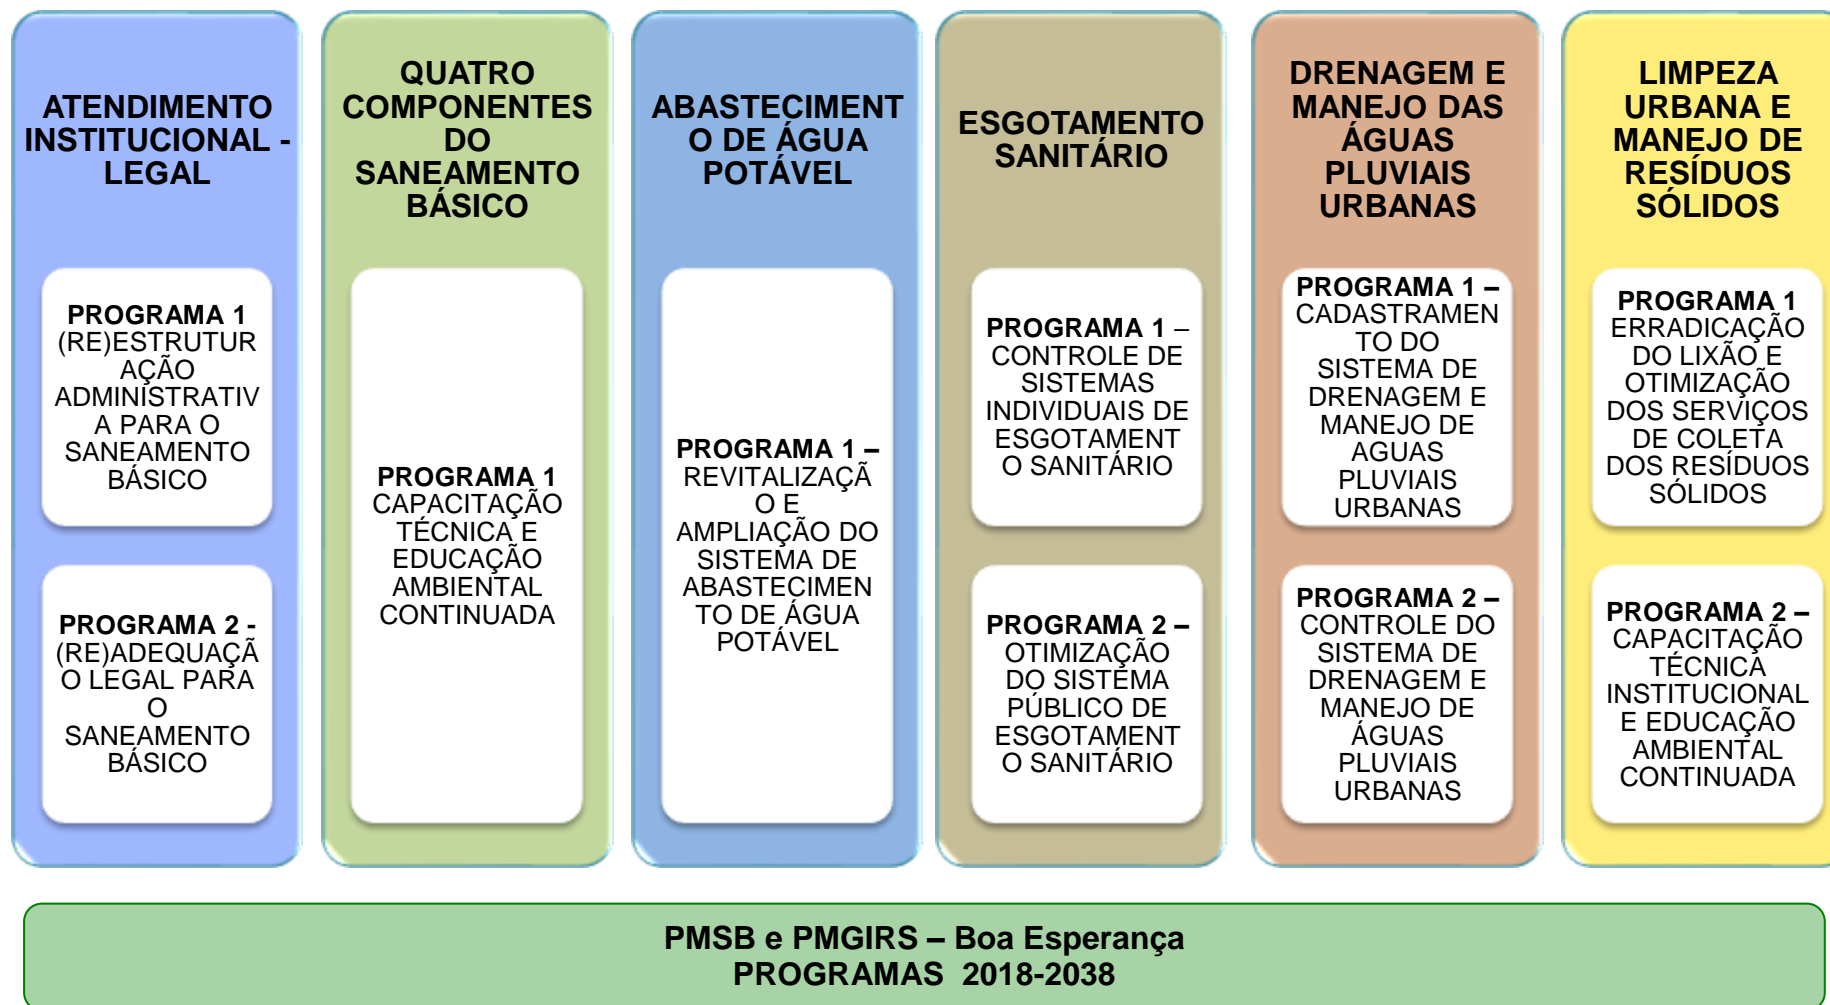 ATENDIMENTO
INSTITUCIONAL -
LEGAL
PROGRAMA 1
(RE)ESTRUTUR
AÇÃO
ADMINISTRATIV
A PARA O
SANEAMENTO
BÁSICO
PROGRAMA 2 -
(RE)ADEQUAÇÃ
O LEGAL PARA
O
SANEAMENTO
BÁSICO
QUATRO
COMPONENTES
DO
SANEAMENTO
BÁSICO
PROGRAMA 1
CAPACITAÇÃO
TÉCNICA E
EDUCAÇÃO
AMBIENTAL
CONTINUADA
ABASTECIMENT
O DE ÁGUA
POTÁVEL
PROGRAMA 1 –
REVITALIZAÇÃ
O E
AMPLIAÇÃO DO
SISTEMA DE
ABASTECIMEN
TO DE ÁGUA
POTÁVEL
ESGOTAMENTO
SANITÁRIO
PROGRAMA 1 –
CONTROLE DE
SISTEMAS
INDIVIDUAIS DE
ESGOTAMENT
O SANITÁRIO
PROGRAMA 2 –
OTIMIZAÇÃO
DO SISTEMA
PÚBLICO DE
ESGOTAMENT
O SANITÁRIO
DRENAGEM E
MANEJO DAS
ÁGUAS
PLUVIAIS
URBANAS
PROGRAMA 1 –
CADASTRAMEN
TO DO
SISTEMA DE
DRENAGEM E
MANEJO DE
AGUAS
PLUVIAIS
URBANAS
PROGRAMA 2 –
CONTROLE DO
SISTEMA DE
DRENAGEM E
MANEJO DE
ÁGUAS
PLUVIAIS
URBANAS
LIMPEZA
URBANA E
MANEJO DE
RESÍDUOS
SÓLIDOS
PROGRAMA 1
ERRADICAÇÃO
DO LIXÃO E
OTIMIZAÇÃO
DOS SERVIÇOS
DE COLETA
DOS RESÍDUOS
SÓLIDOS
PROGRAMA 2 –
CAPACITAÇÃO
TÉCNICA
INSTITUCIONAL
E EDUCAÇÃO
AMBIENTAL
CONTINUADA
PMSB e PMGIRS – Boa Esperança
PROGRAMAS 2018-2038